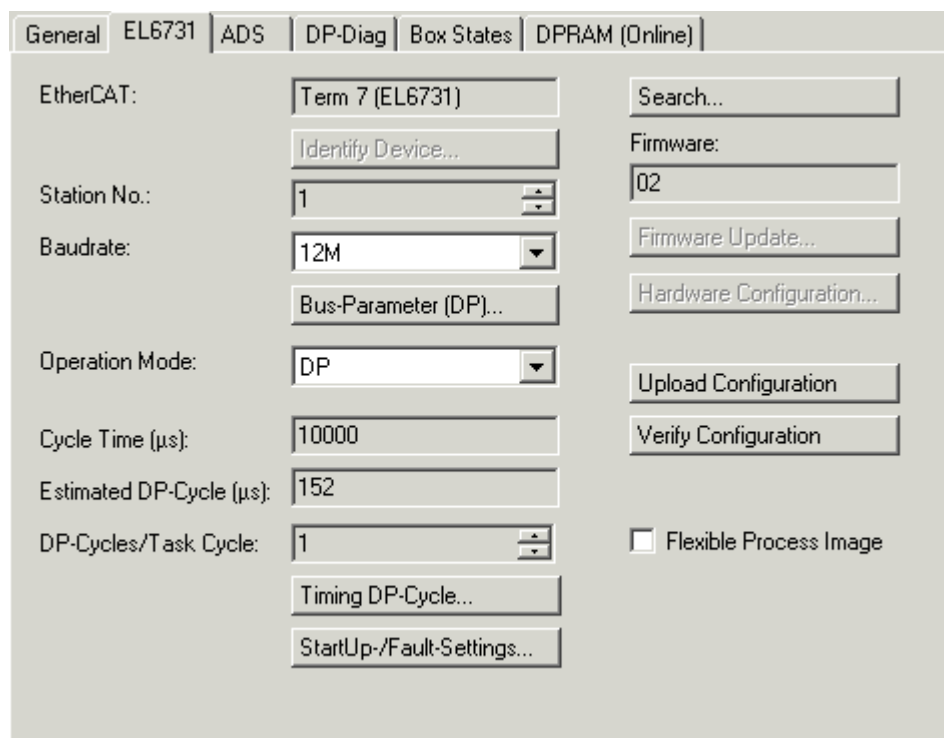 General EL6731 ADS DP-Diag Box States DPRAM (Online)
EtherCAT: Term 7 (EL6731) Search...
Identify Device... Firmware:
Station No.: 1 02
Baudrate: 12M Firmware Update...
Bus-Parameter (DP)... Hardware Configuration...
Operation Mode: DP Upload Configuration
Cycle Time (µs): 10000 Verify Configuration
Estimated DP-Cycle (µs): 152
DP-Cycles/Task Cycle: 1 Flexible Process Image
Timing DP-Cycle...
StartUp-/Fault-Settings...